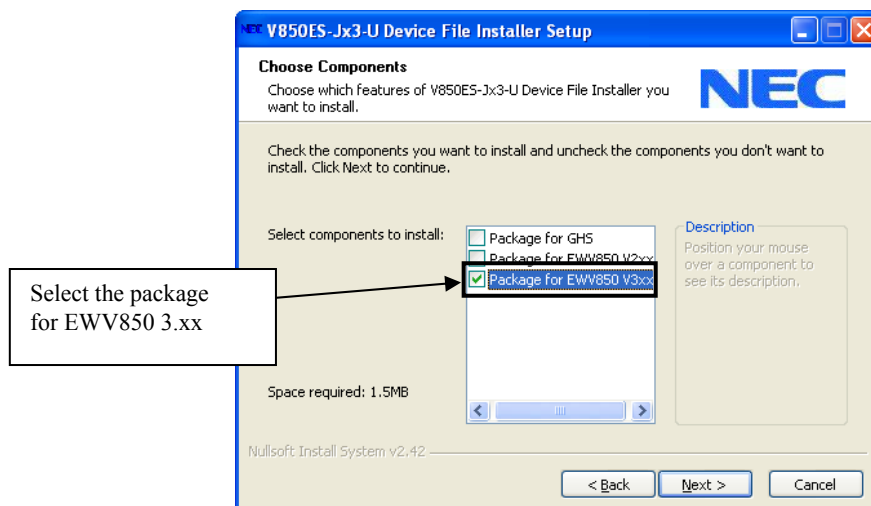 NEC V850ES-Jx3-U Device File Installer Setup
Choose Components
Choose which features of V850ES-Jx3-U Device File Installer you
want to install.
NEC
Check the components you want to install and uncheck the components you don't want to
install. Click Next to continue.
Select components to install:
Package for GHS
Package for EWV850 V2xx
Package for EWV850 V3xx
Description
Position your mouse
over a component to
see its description.
Select the package
for EWV850 3.xx
Space required: 1.5MB
Nullsoft Install System v2.42
< Back
Next >
Cancel